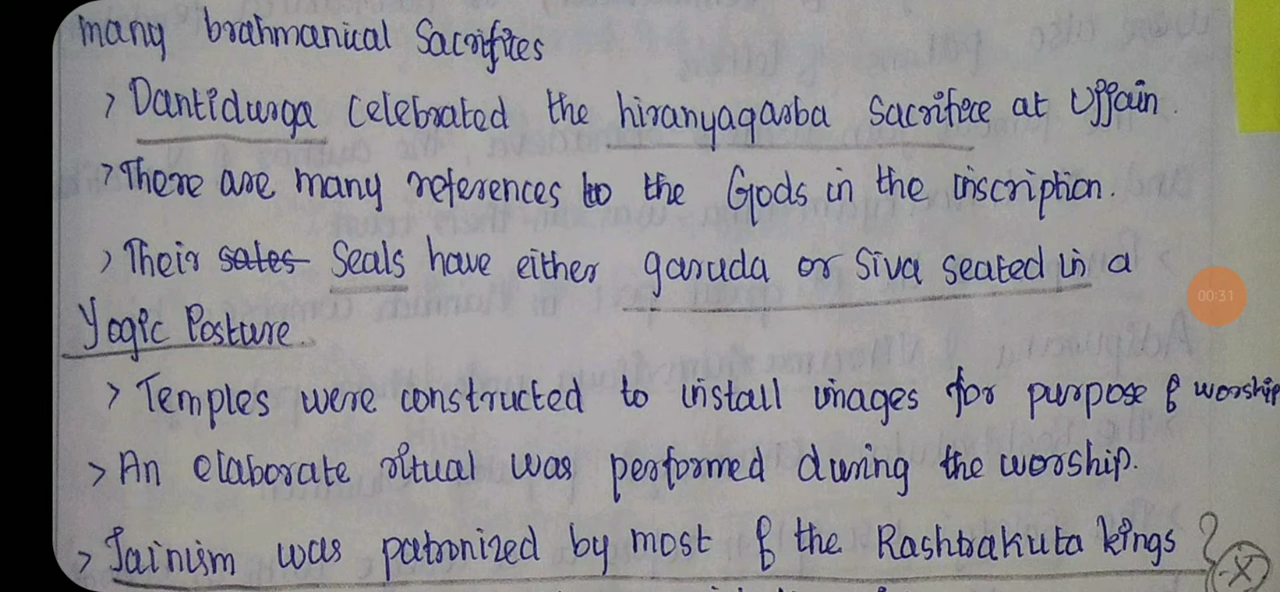 many brahmanical Sacrifices
> Dantidurga celebrated the hiranyagarba Sacrifice at Ujjain.
> There are many references to the Gods in the inscription.
> Their sates Seals have either garuda or Siva seated in a
Yogic Posture.
> Temples were constructed to install images for purpose of worship
> An elaborate ritual was performed during the worship.
> Jainism was patronized by most of the Rashtrakuta kings
00:31